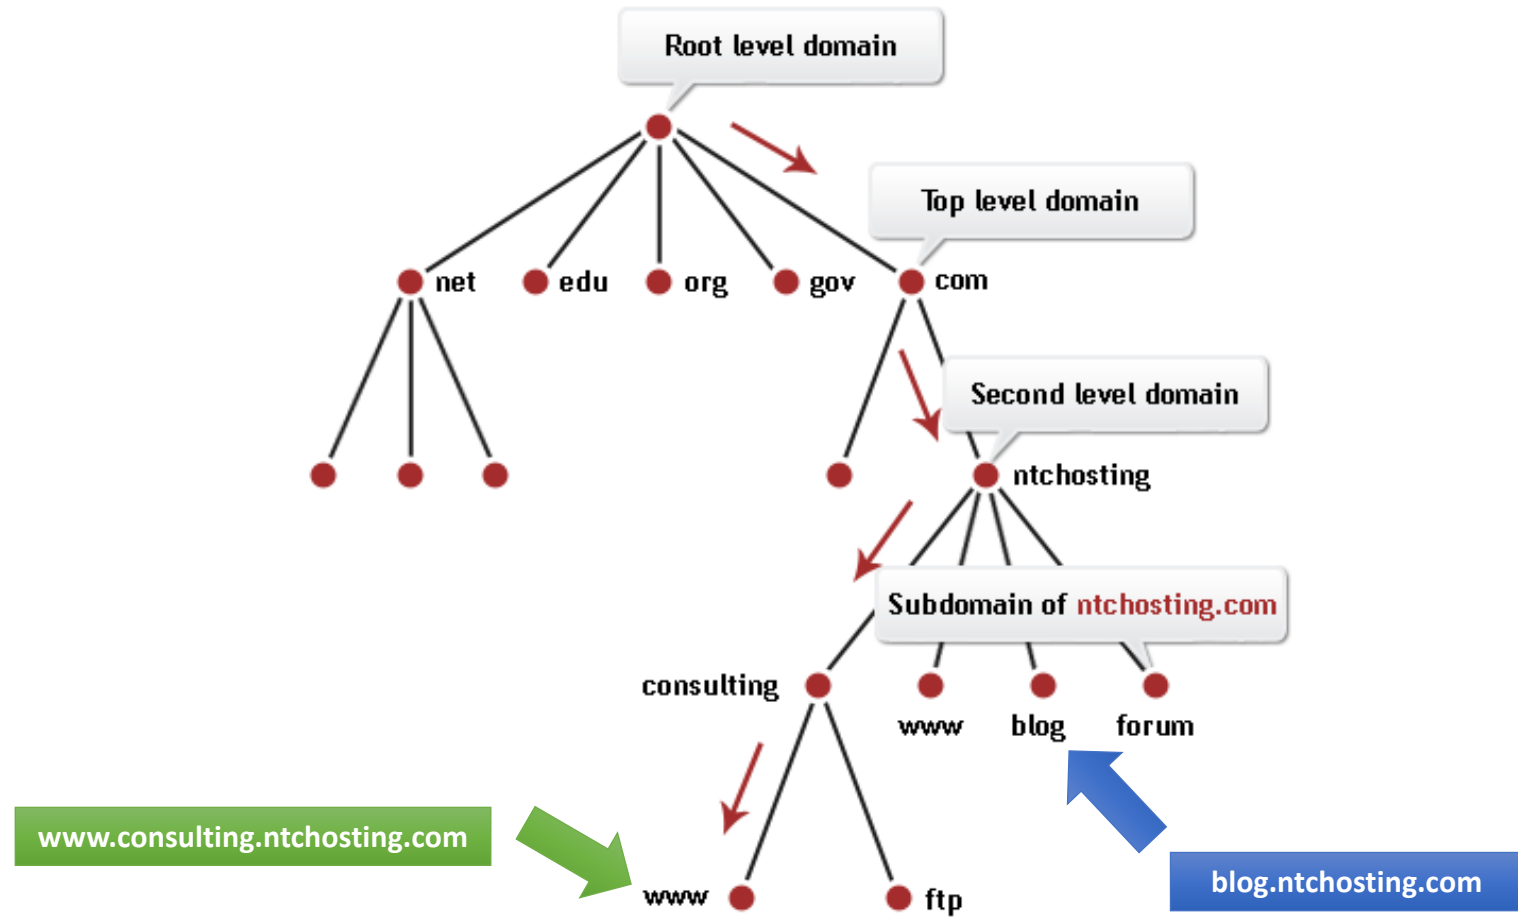 Root level domain
Top level domain
net
edu
org
gov
com
Second level domain
ntchosting
Subdomain of ntchosting.com
consulting
www
blog
forum
www.consulting.ntchosting.com
blog.ntchosting.com
www
ftp